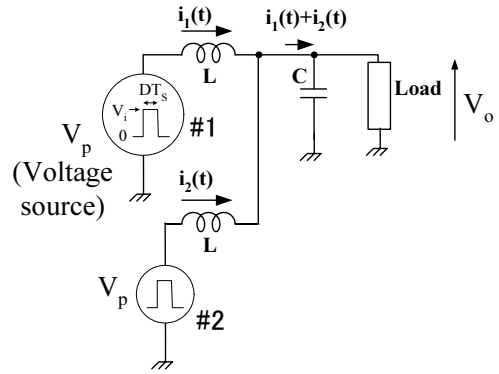 i₁(t)
i₁(t)+i₂(t)
L
C
Load
Vₒ
DTₛ
Vᵢ
0
#1
Vₚ
(Voltage
source)
i₂(t)
L
Vₚ
#2